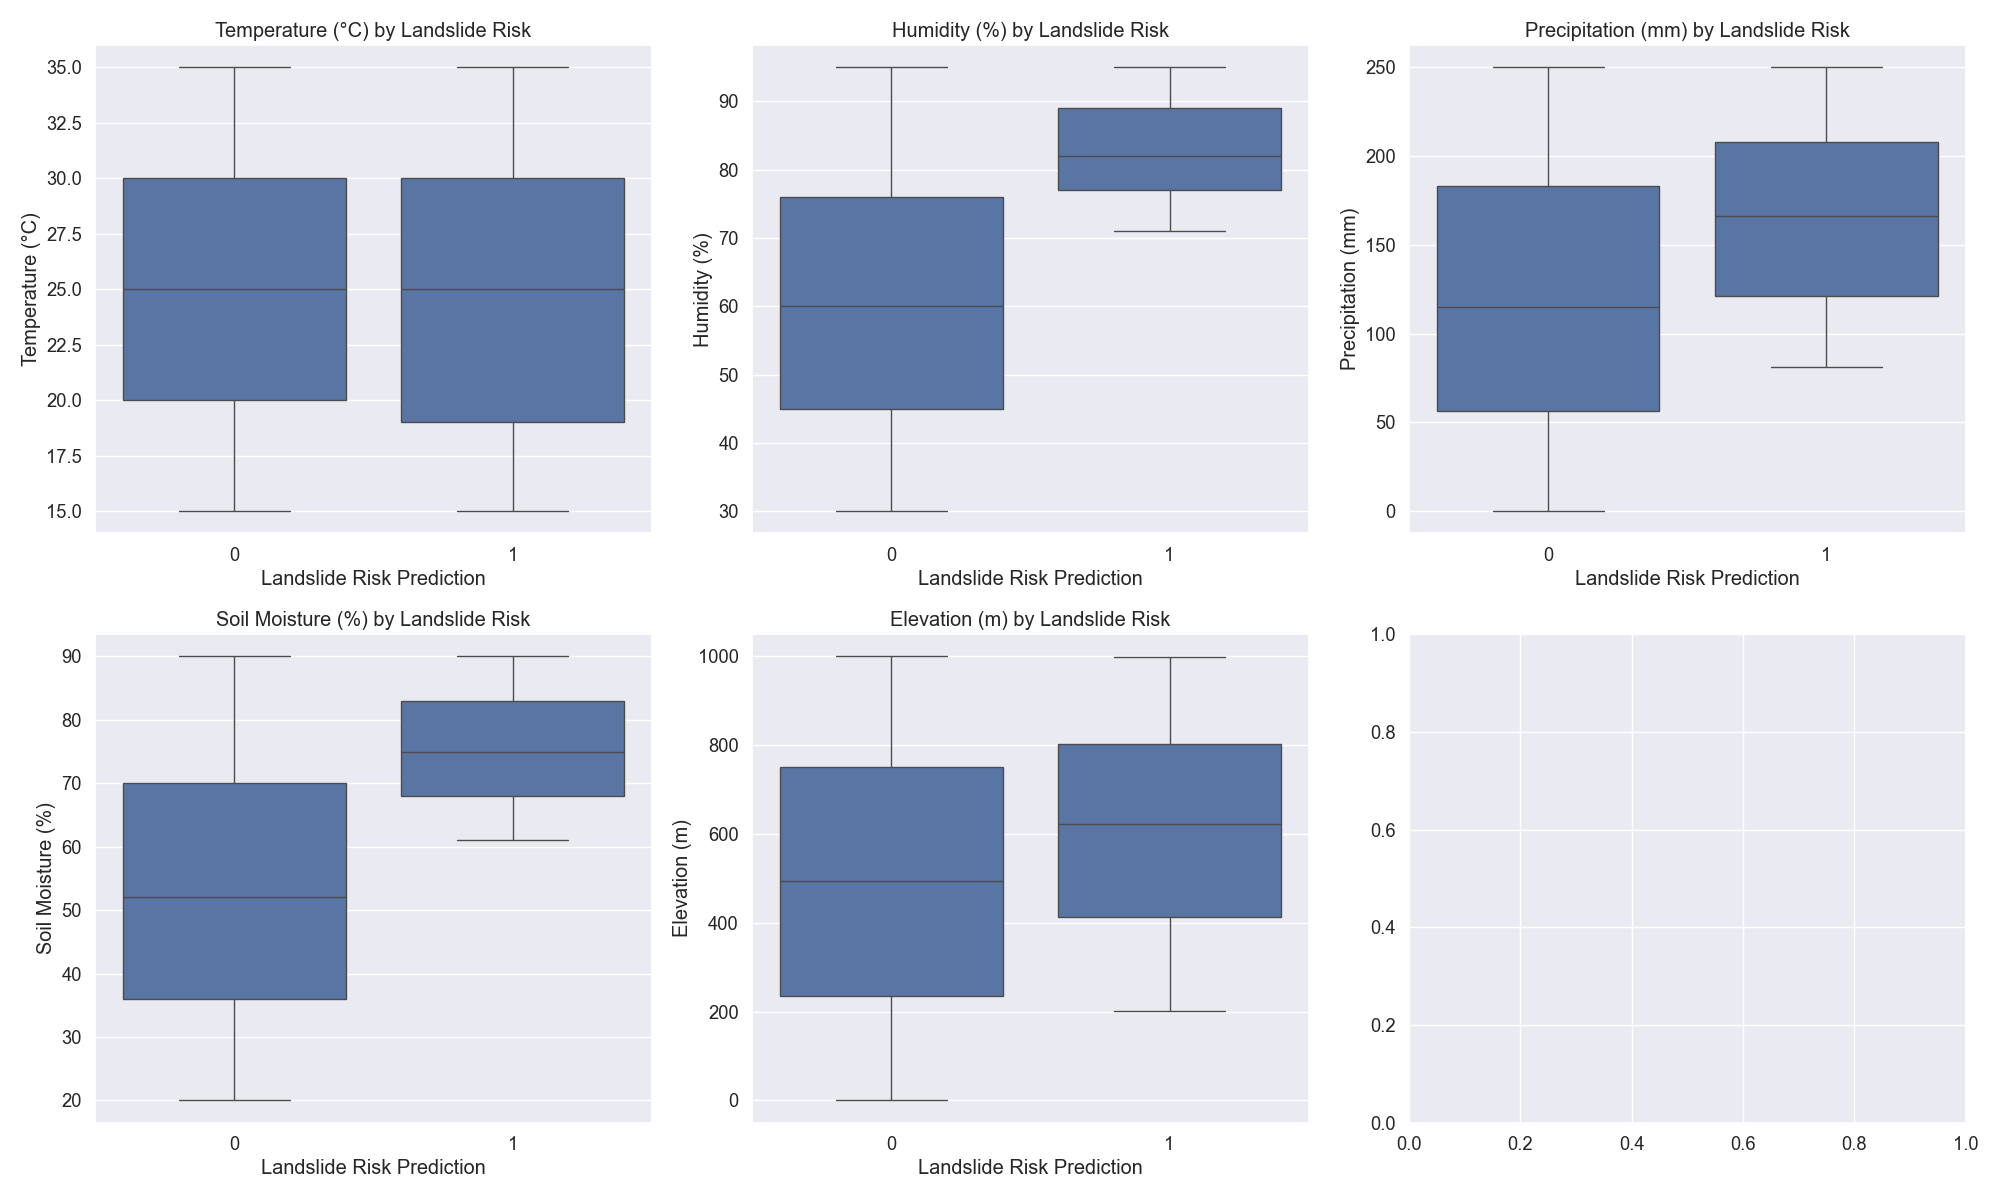 Temperature (°C) by Landslide Risk
35.0
32.5
30.0
27.5
25.0
22.5
20.0
17.5
15.0
Temperature (°C)
0 1
Landslide Risk Prediction
Humidity (%) by Landslide Risk
90
80
70
60
50
40
30
Humidity (%)
0 1
Landslide Risk Prediction
Precipitation (mm) by Landslide Risk
250
200
150
100
50
0
Precipitation (mm)
0 1
Landslide Risk Prediction
Soil Moisture (%) by Landslide Risk
90
80
70
60
50
40
30
20
Soil Moisture (%)
0 1
Landslide Risk Prediction
Elevation (m) by Landslide Risk
1000
800
600
400
200
0
Elevation (m)
0 1
Landslide Risk Prediction
1.0
0.8
0.6
0.4
0.2
0.0
0.0 0.2 0.4 0.6 0.8 1.0